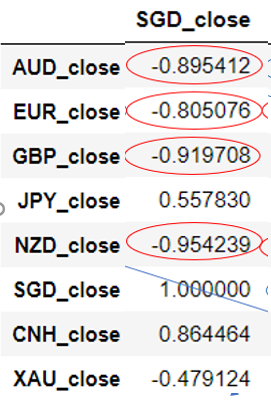 SGD_close
AUD_close -0.895412
EUR_close -0.805076
GBP_close -0.919708
JPY_close 0.557830
NZD_close -0.954239
SGD_close 1.000000
CNH_close 0.864464
XAU_close -0.479124